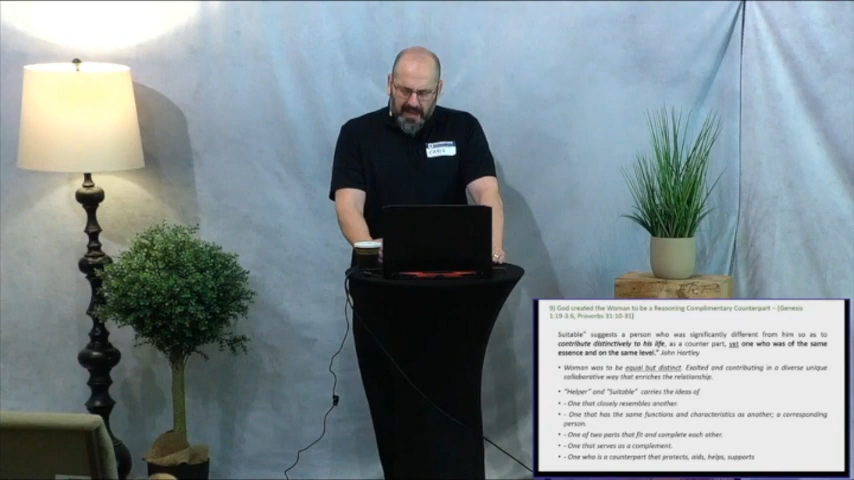 9) God created the Woman to be a Reasoning Complimentary Counterpart – (Genesis
1:19-3:6, Proverbs 31:10-31)
Suitable" suggests a person who was significantly different from him so as to
contribute distinctively to his life, as a counter part, yet one who was of the same
essence and on the same level." John Hartley
• Woman was to be equal but distinct. Exalted and contributing in a diverse unique
collaborative way that enriches the relationship.
• "Helper" and "Suitable" carries the ideas of
• - One that closely resembles another.
• - One that has the same functions and characteristics as another; a corresponding
person.
• - One of two parts that fit and complete each other.
• - One that serves as a complement.
• - One who is a counterpart that protects, aids, helps, supports